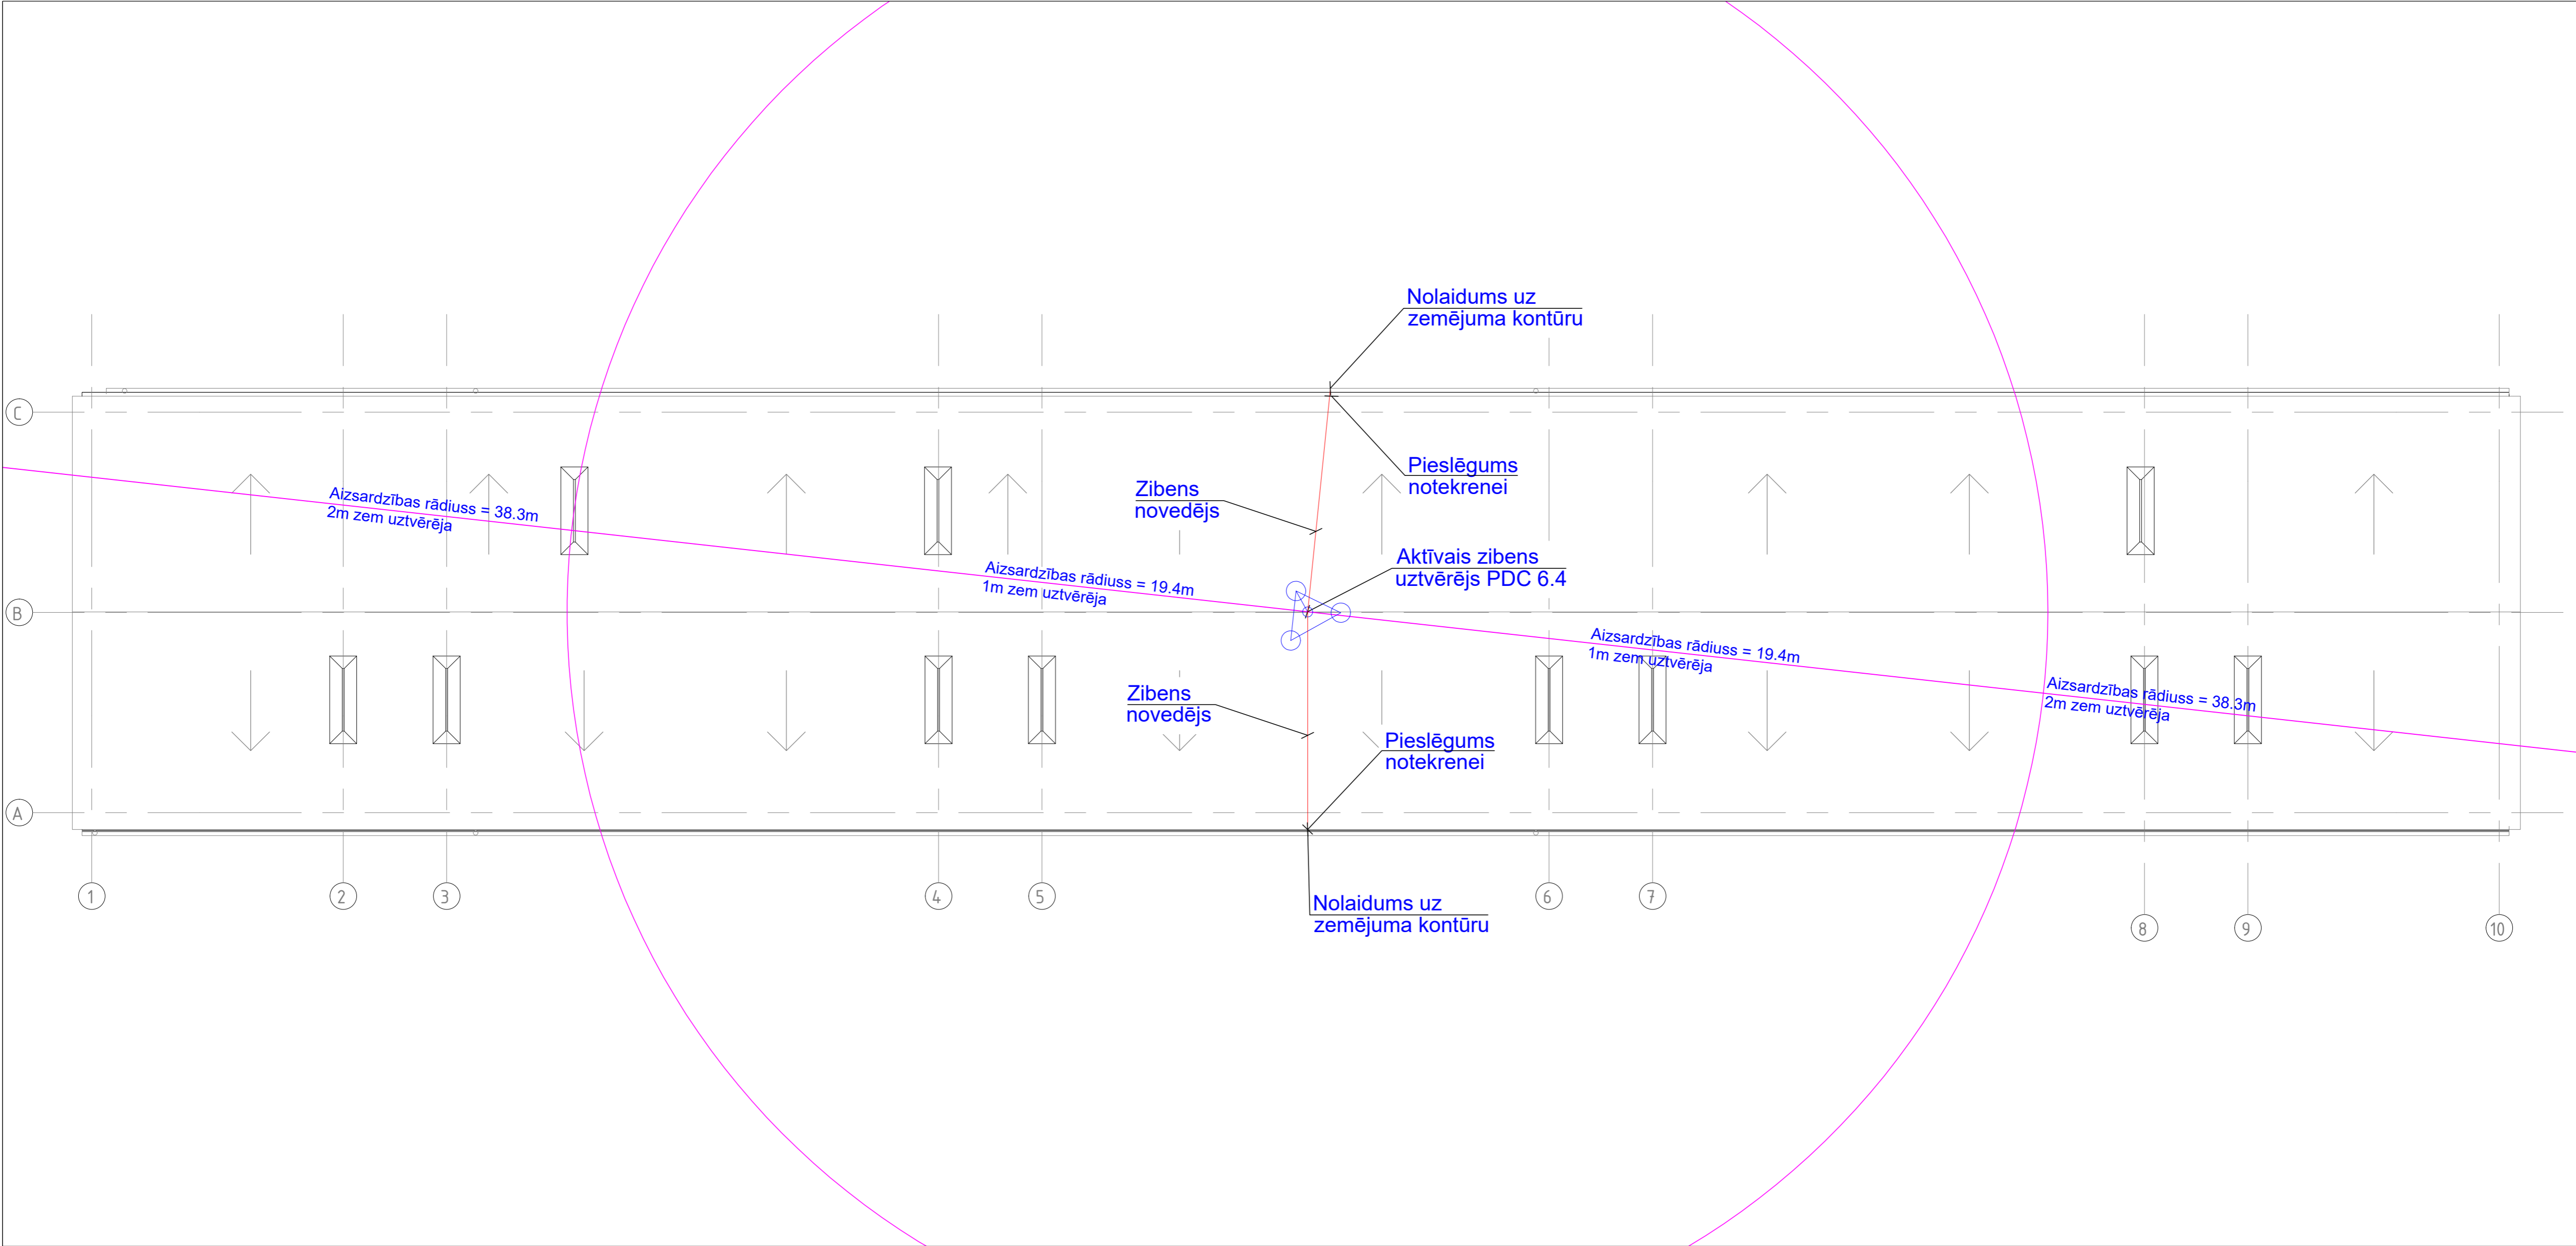 Nolaidums uz
zemējuma kontūru
C
Pieslēgums
notekrenei
Zibens
novedējs
Aizsardzības rādiuss = 38.3m
2m zem uztvērēja
Aktīvais zibens
uztvērējs PDC 6.4
Aizsardzības rādiuss = 19.4m
1m zem uztvērēja
B
Aizsardzības rādiuss = 19.4m
1m zem uztvērēja
Aizsardzības rādiuss = 38.3m
2m zem uztvērēja
Zibens
novedējs
Pieslēgums
notekrenei
A
1
2
3
4
5
6
7
Nolaidums uz
zemējuma kontūru
8
9
10